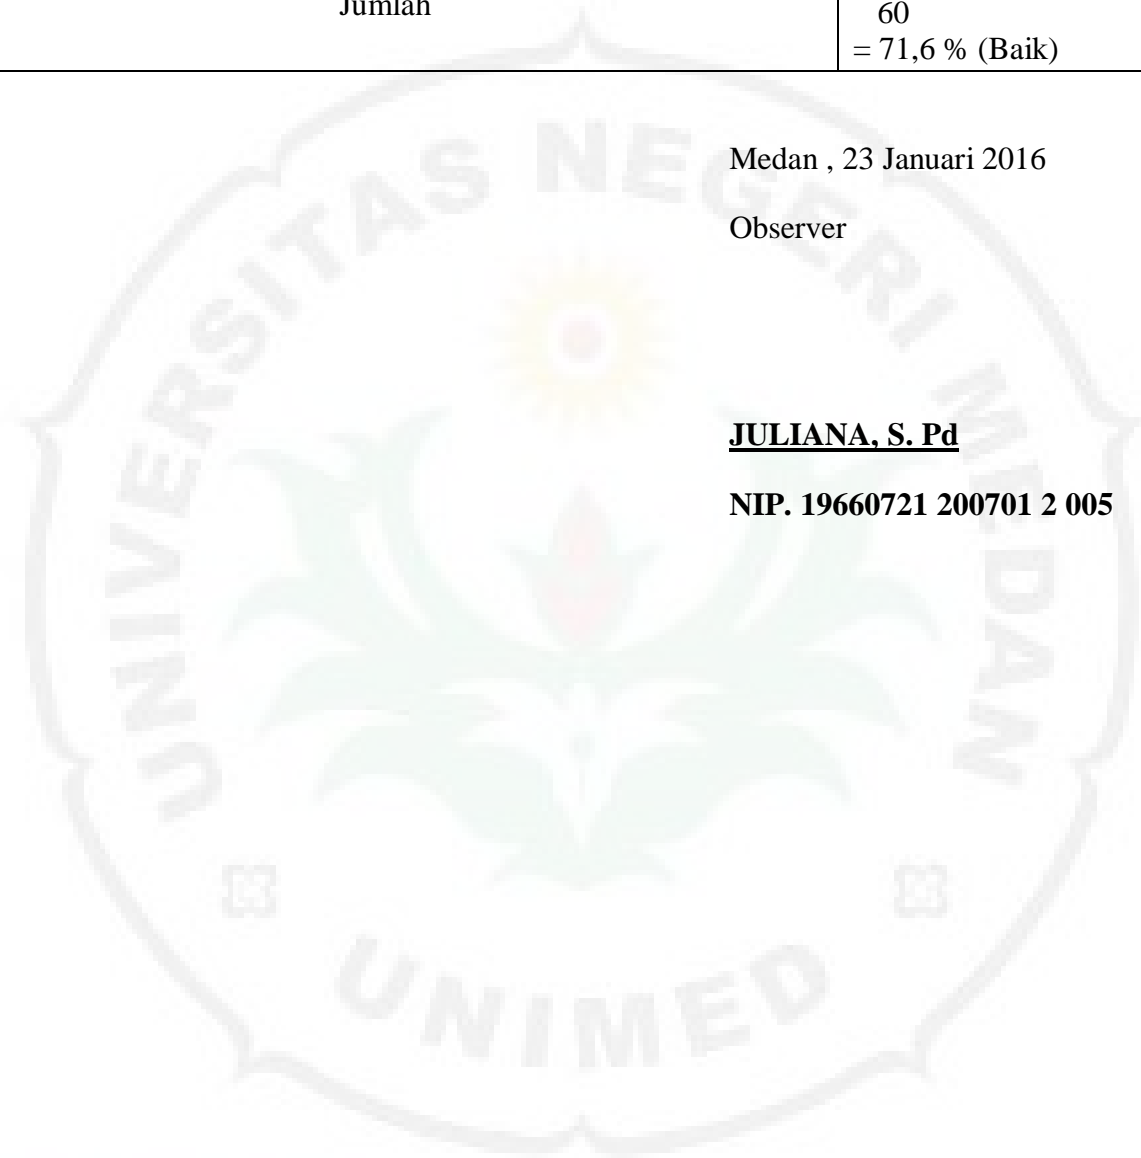 Jumlah
60
= 71,6 % (Baik)
Medan , 23 Januari 2016
Observer
JULIANA, S. Pd
NIP. 19660721 200701 2 005
UNIVERSITAS NEGERI MEDAN
UNIMED